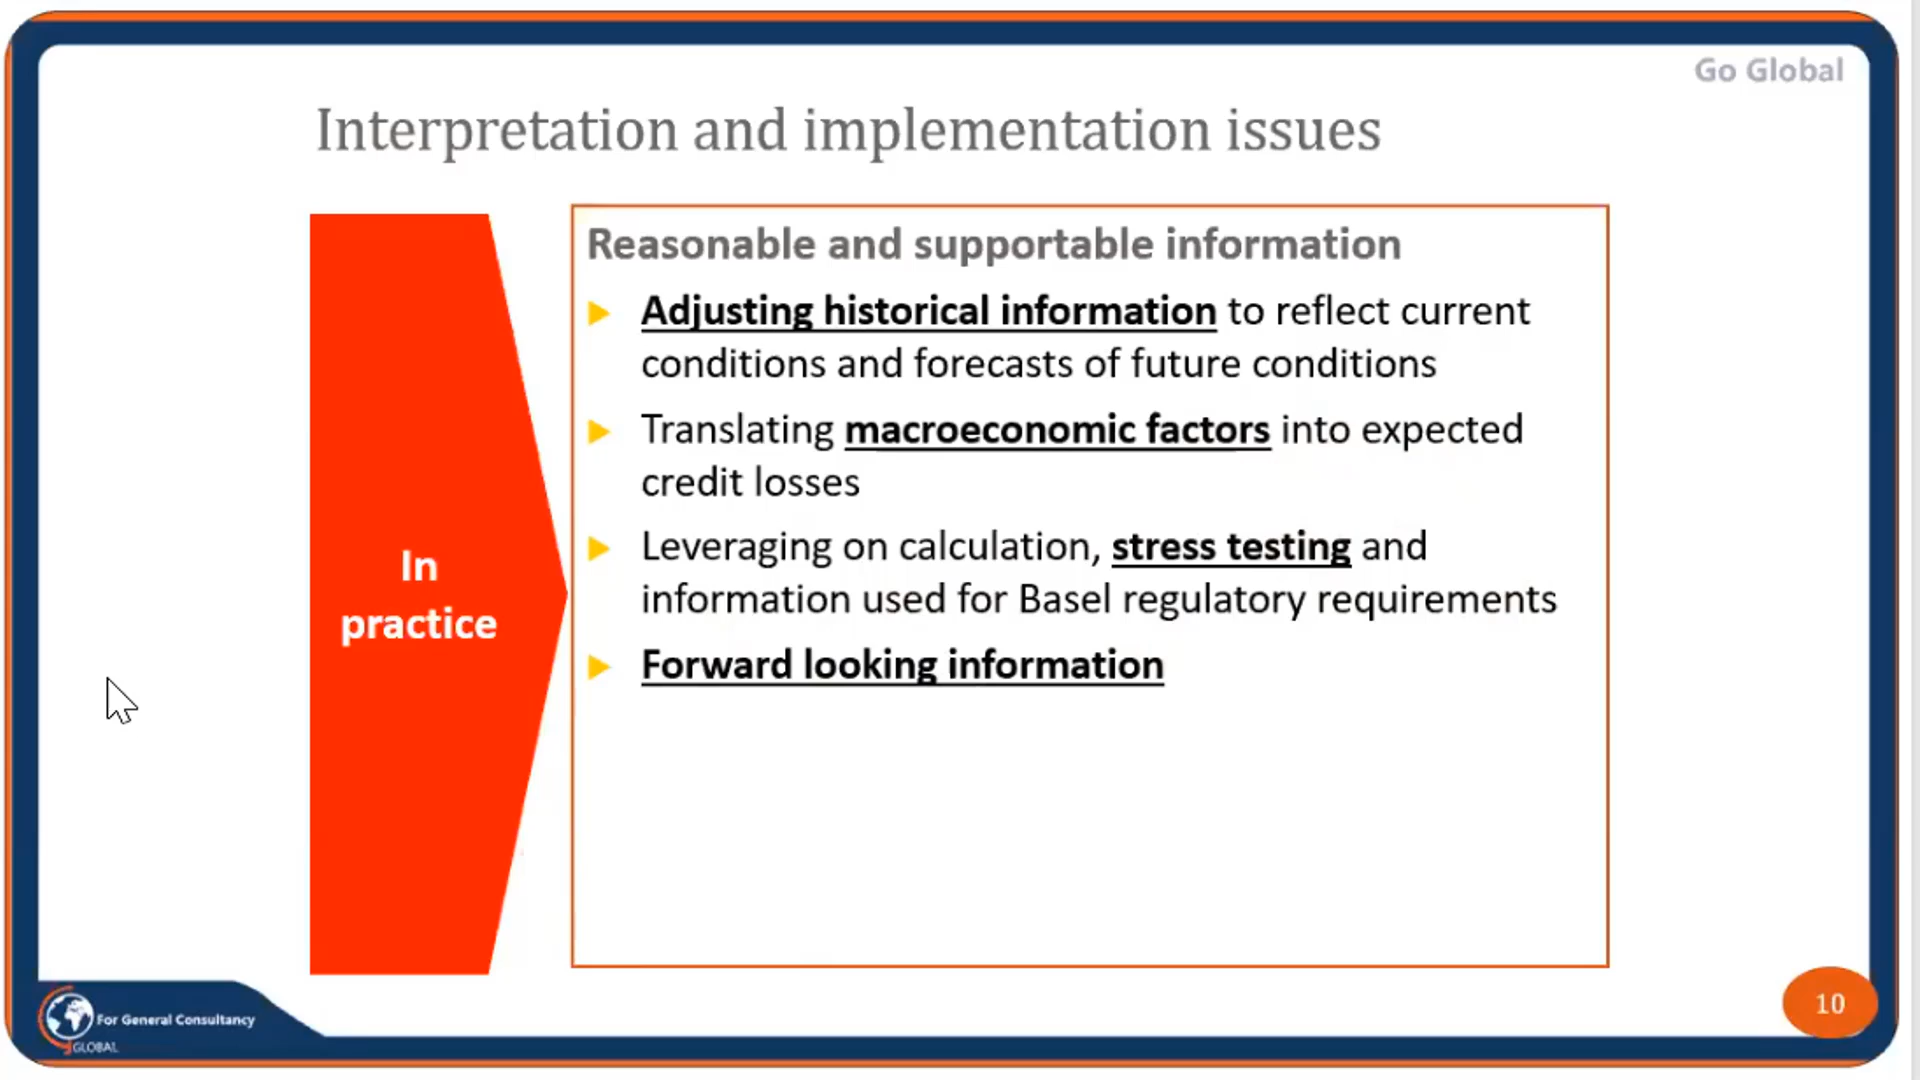 Go Global
Interpretation and implementation issues
In
practice
Reasonable and supportable information
Adjusting historical information to reflect current
conditions and forecasts of future conditions
Translating macroeconomic factors into expected
credit losses
Leveraging on calculation, stress testing and
information used for Basel regulatory requirements
Forward looking information
For General Consultancy
GLOBAL
10